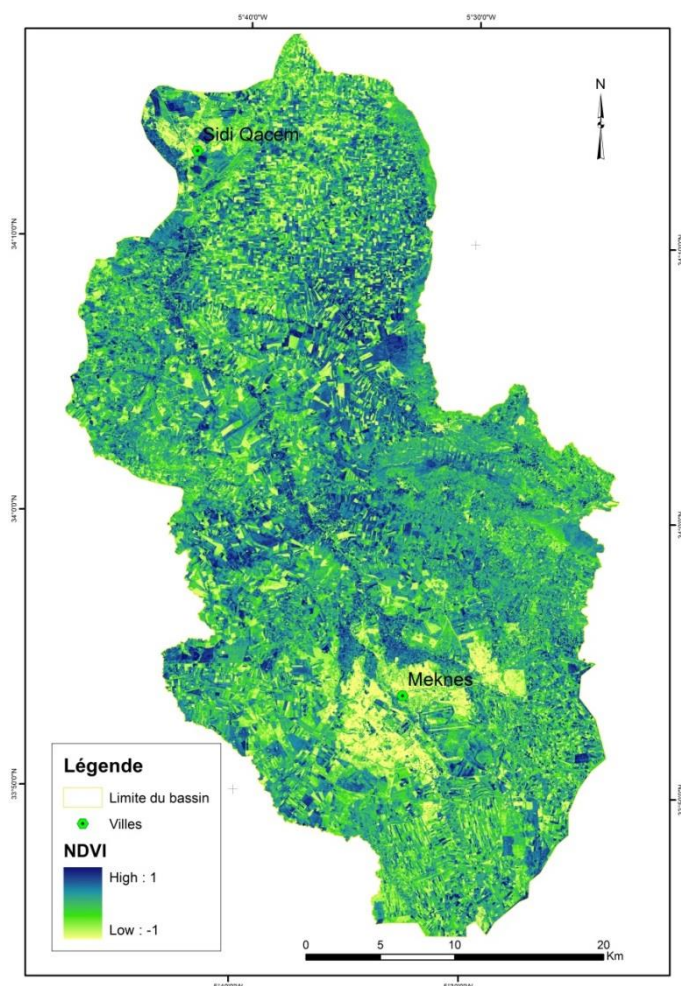 5°40'0"W
5°30'0"W
N
Sidi Qacem
34°10'0"N
34°0'0"N
Meknes
33°50'0"N
Légende
Limite du bassin
Villes
NDVI
High : 1
Low : -1
0 5 10 20
Km